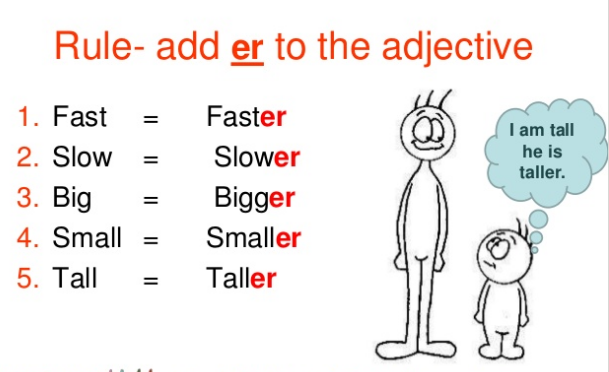 Rule- add er to the adjective
1. Fast = Faster
2. Slow = Slower
3. Big = Bigger
4. Small = Smaller
5. Tall = Taller
I am tall
he is
taller.